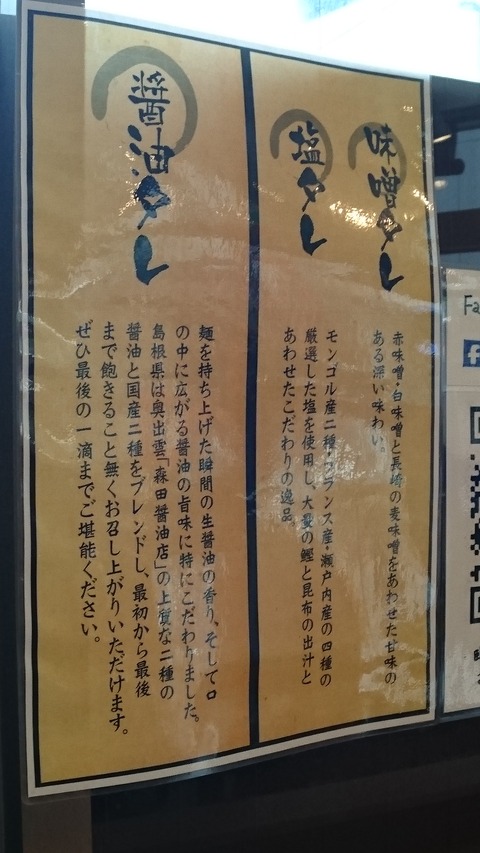 味噌タレ
赤味噌・白味噌と長崎の麦味噌をあわせた甘味の
ある深い味わい。
塩タレ
モンゴル産二種・フランス産・瀬戸内産の四種の
厳選した塩を使用し、大量の鰹と昆布の出汁と
あわせたこだわりの逸品。
醤油タレ
麺を持ち上げた瞬間の生醤油の香り、そして口
の中に広がる醤油の旨味に特にこだわりました。
島根県は奥出雲「森田醤油店」の上質な二種の
醤油と国産二種をブレンドし、最初から最後
まで飽きること無くお召し上がりいただけます。
ぜひ最後の一滴までご堪能ください。
Fa
f